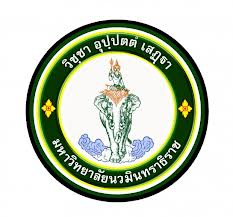 วิชฺชา อุปฺปตตํ เสฏฺฐา
มหาวิทยาลัยนวมินทราธิราช